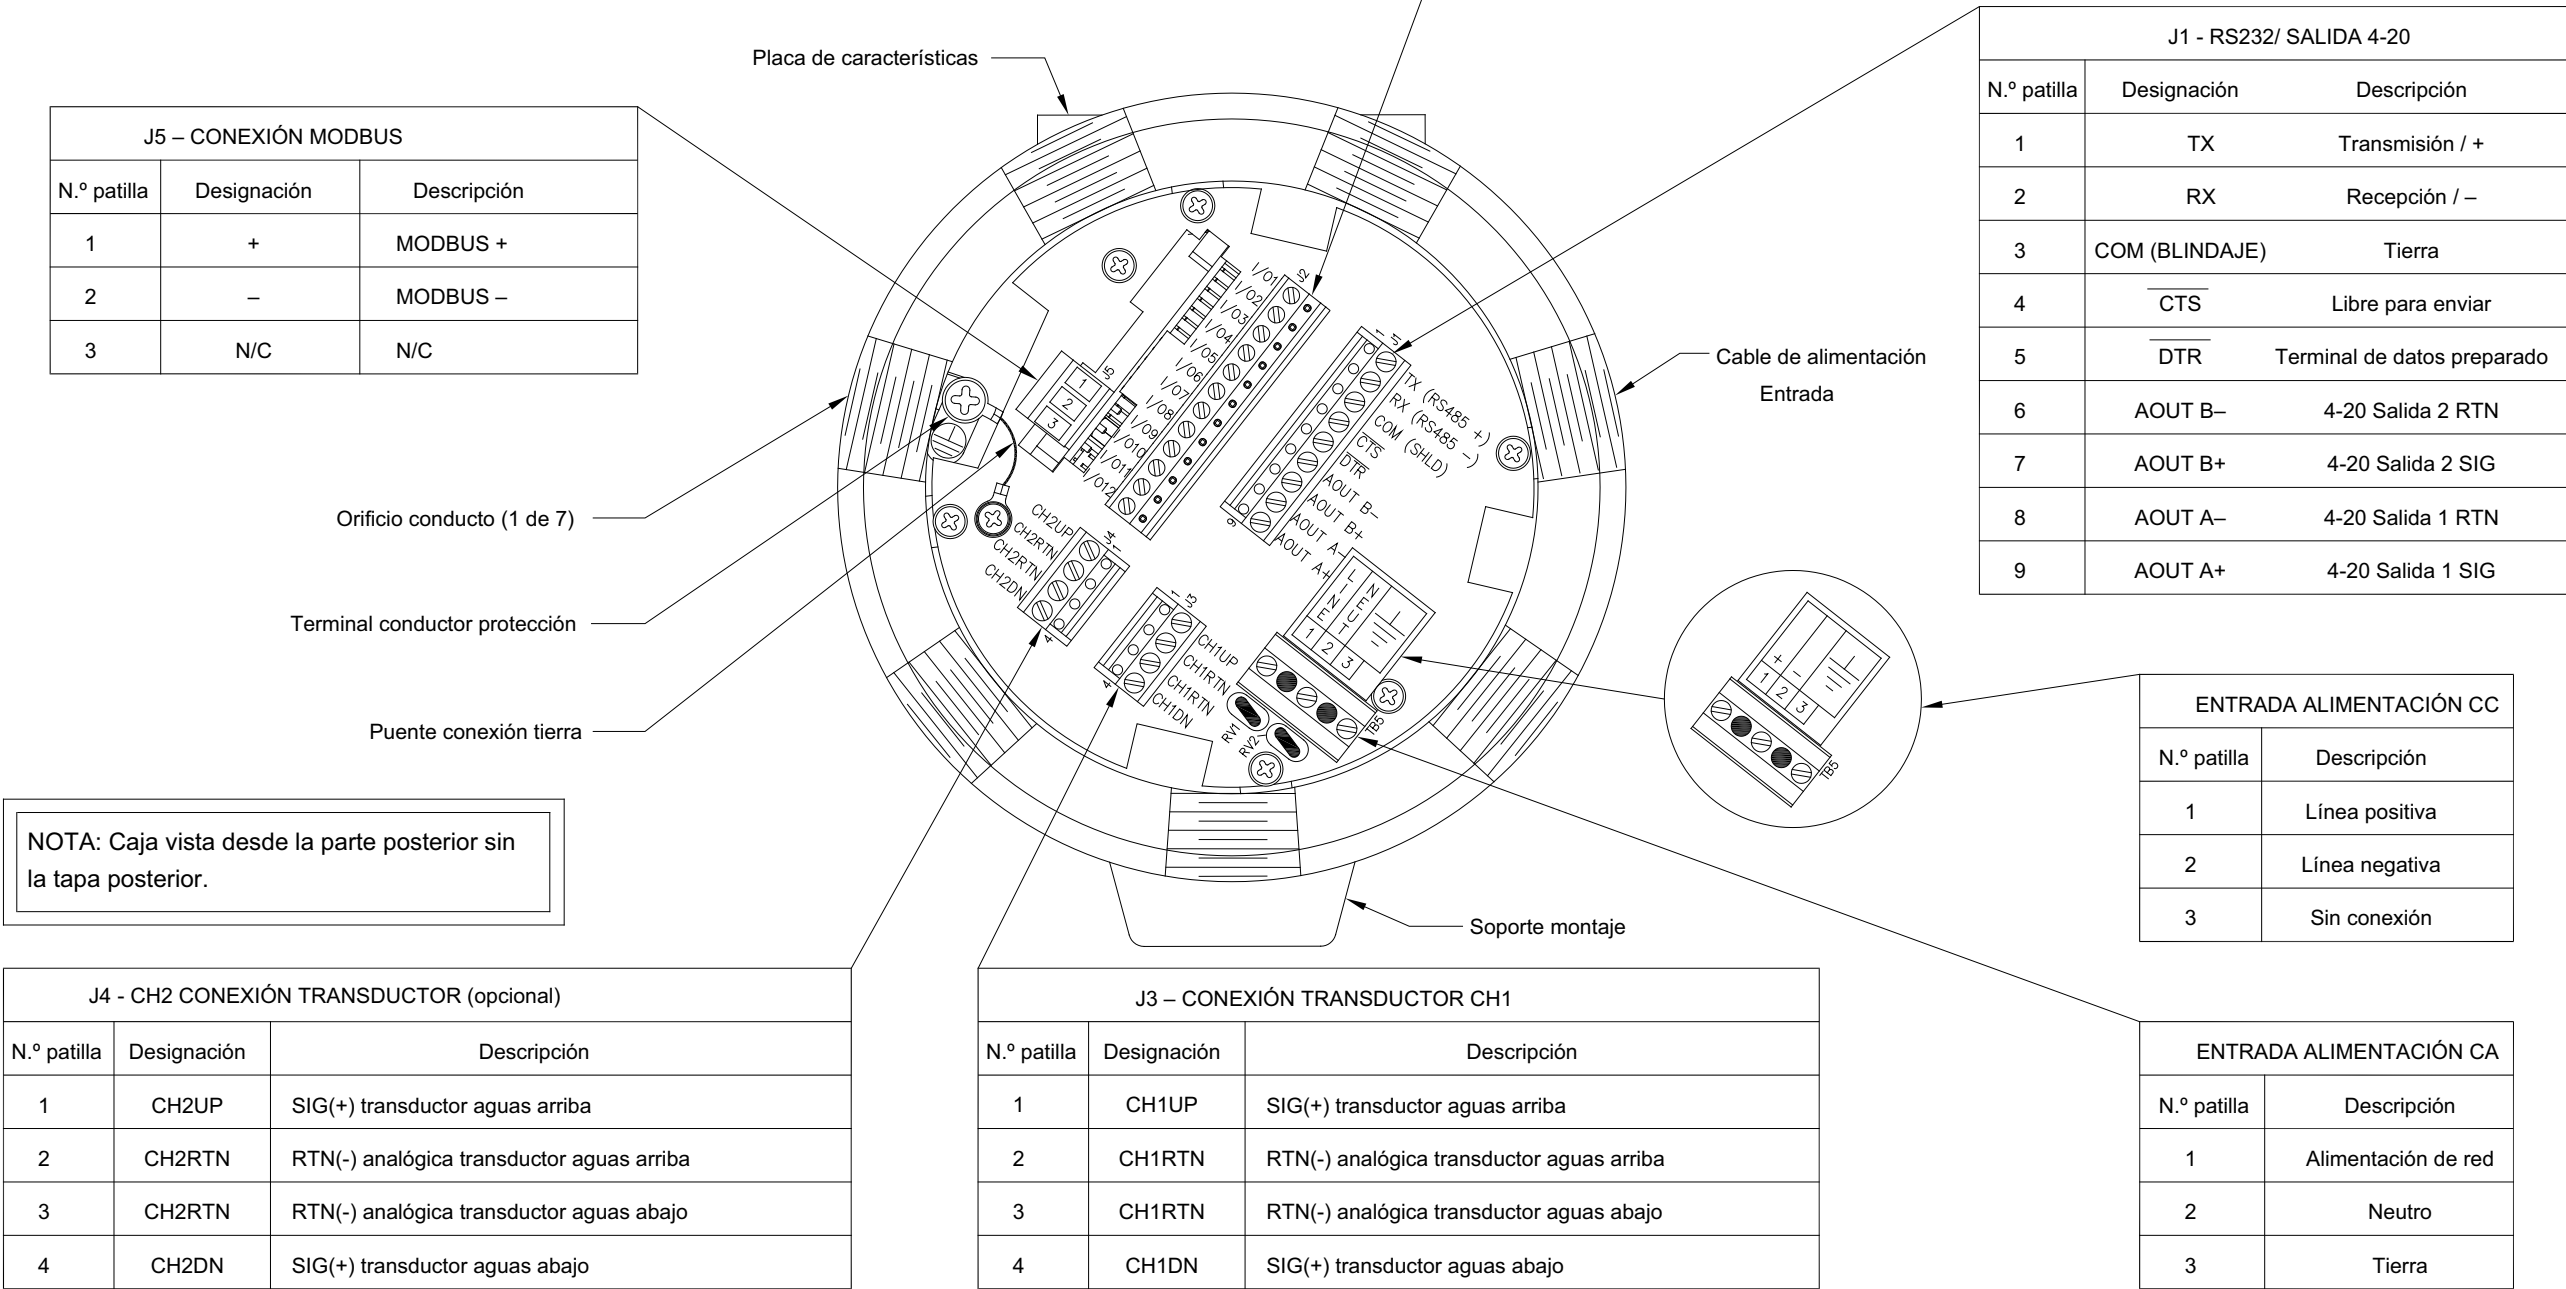 Placa de características
J1 - RS232/ SALIDA 4-20
N.º patilla Designación Descripción
1 TX Transmisión / +
2 RX Recepción / –
3 COM (BLINDAJE) Tierra
4 CTS Libre para enviar
5 DTR Terminal de datos preparado
6 AOUT B– 4-20 Salida 2 RTN
7 AOUT B+ 4-20 Salida 2 SIG
8 AOUT A– 4-20 Salida 1 RTN
9 AOUT A+ 4-20 Salida 1 SIG
J5 – CONEXIÓN MODBUS
N.º patilla Designación Descripción
1 + MODBUS +
2 – MODBUS –
3 N/C N/C
J2
I/O1
I/O2
I/O3
I/O4
I/O5
I/O6
I/O7
I/O8
I/O9
I/O10
I/O11
I/O12
J5
1
2
3
1 J1
TX (RS485 +)
RX (RS485 –)
COM (SHLD)
CTS
DTR
AOUT B–
AOUT B+
AOUT A–
AOUT A+
9
Cable de alimentación
Entrada
Orificio conducto (1 de 7)
Terminal conductor protección
Puente conexión tierra
J4
1
CH2UP
CH2RTN
CH2RTN
CH2DN
4
1 J3
CH1UP
CH1RTN
CH1RTN
CH1DN
4
LINE
NEUT
1 2 3
TB5
RV1
RV2
+ -
1 2 3
TB5
ENTRADA ALIMENTACIÓN CC
N.º patilla Descripción
1 Línea positiva
2 Línea negativa
3 Sin conexión
NOTA: Caja vista desde la parte posterior sin
la tapa posterior.
Soporte montaje
J4 - CH2 CONEXIÓN TRANSDUCTOR (opcional)
N.º patilla Designación Descripción
1 CH2UP SIG(+) transductor aguas arriba
2 CH2RTN RTN(-) analógica transductor aguas arriba
3 CH2RTN RTN(-) analógica transductor aguas abajo
4 CH2DN SIG(+) transductor aguas abajo
J3 – CONEXIÓN TRANSDUCTOR CH1
N.º patilla Designación Descripción
1 CH1UP SIG(+) transductor aguas arriba
2 CH1RTN RTN(-) analógica transductor aguas arriba
3 CH1RTN RTN(-) analógica transductor aguas abajo
4 CH1DN SIG(+) transductor aguas abajo
ENTRADA ALIMENTACIÓN CA
N.º patilla Descripción
1 Alimentación de red
2 Neutro
3 Tierra